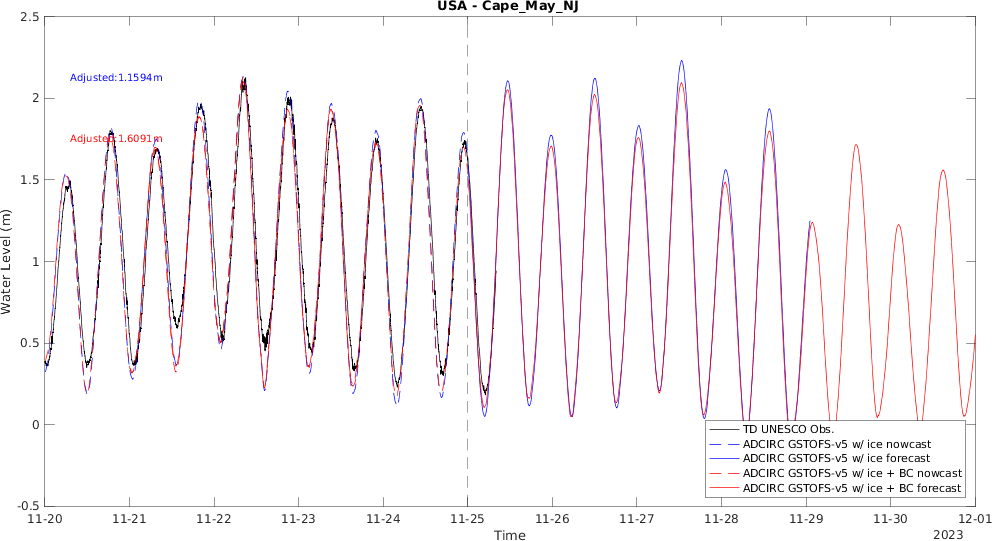 USA - Cape_May_NJ
2.5
2
1.5
1
0.5
0
-0.5
Water Level (m)
Adjusted:1.1594m
Adjusted:1.6091m
TD UNESCO Obs.
ADCIRC GSTOFS-v5 w/ ice nowcast
ADCIRC GSTOFS-v5 w/ ice forecast
ADCIRC GSTOFS-v5 w/ ice + BC nowcast
ADCIRC GSTOFS-v5 w/ ice + BC forecast
11-20 11-21 11-22 11-23 11-24 11-25 11-26 11-27 11-28 11-29 11-30 12-01
Time
2023